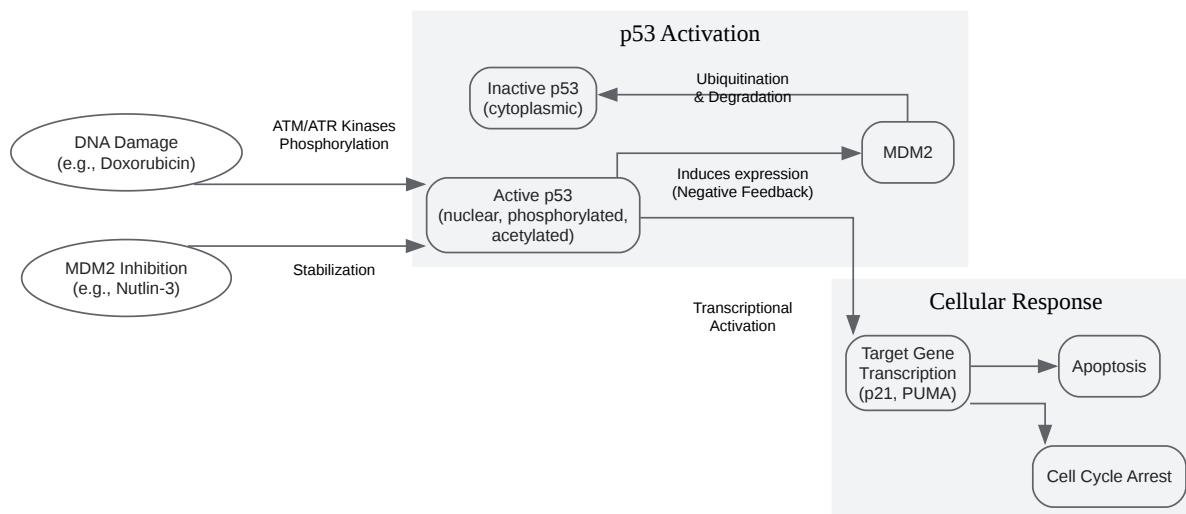 p53 Activation
Inactive p53
(cytoplasmic)
Ubiquitination
& Degradation
DNA Damage
(e.g., Doxorubicin)
ATM/ATR Kinases
Phosphorylation
MDM2
Active p53
(nuclear, phosphorylated,
acetylated)
Induces expression
(Negative Feedback)
MDM2 Inhibition
(e.g., Nutlin-3)
Stabilization
Transcriptional
Activation
Cellular Response
Target Gene
Transcription
(p21, PUMA)
Apoptosis
Cell Cycle Arrest